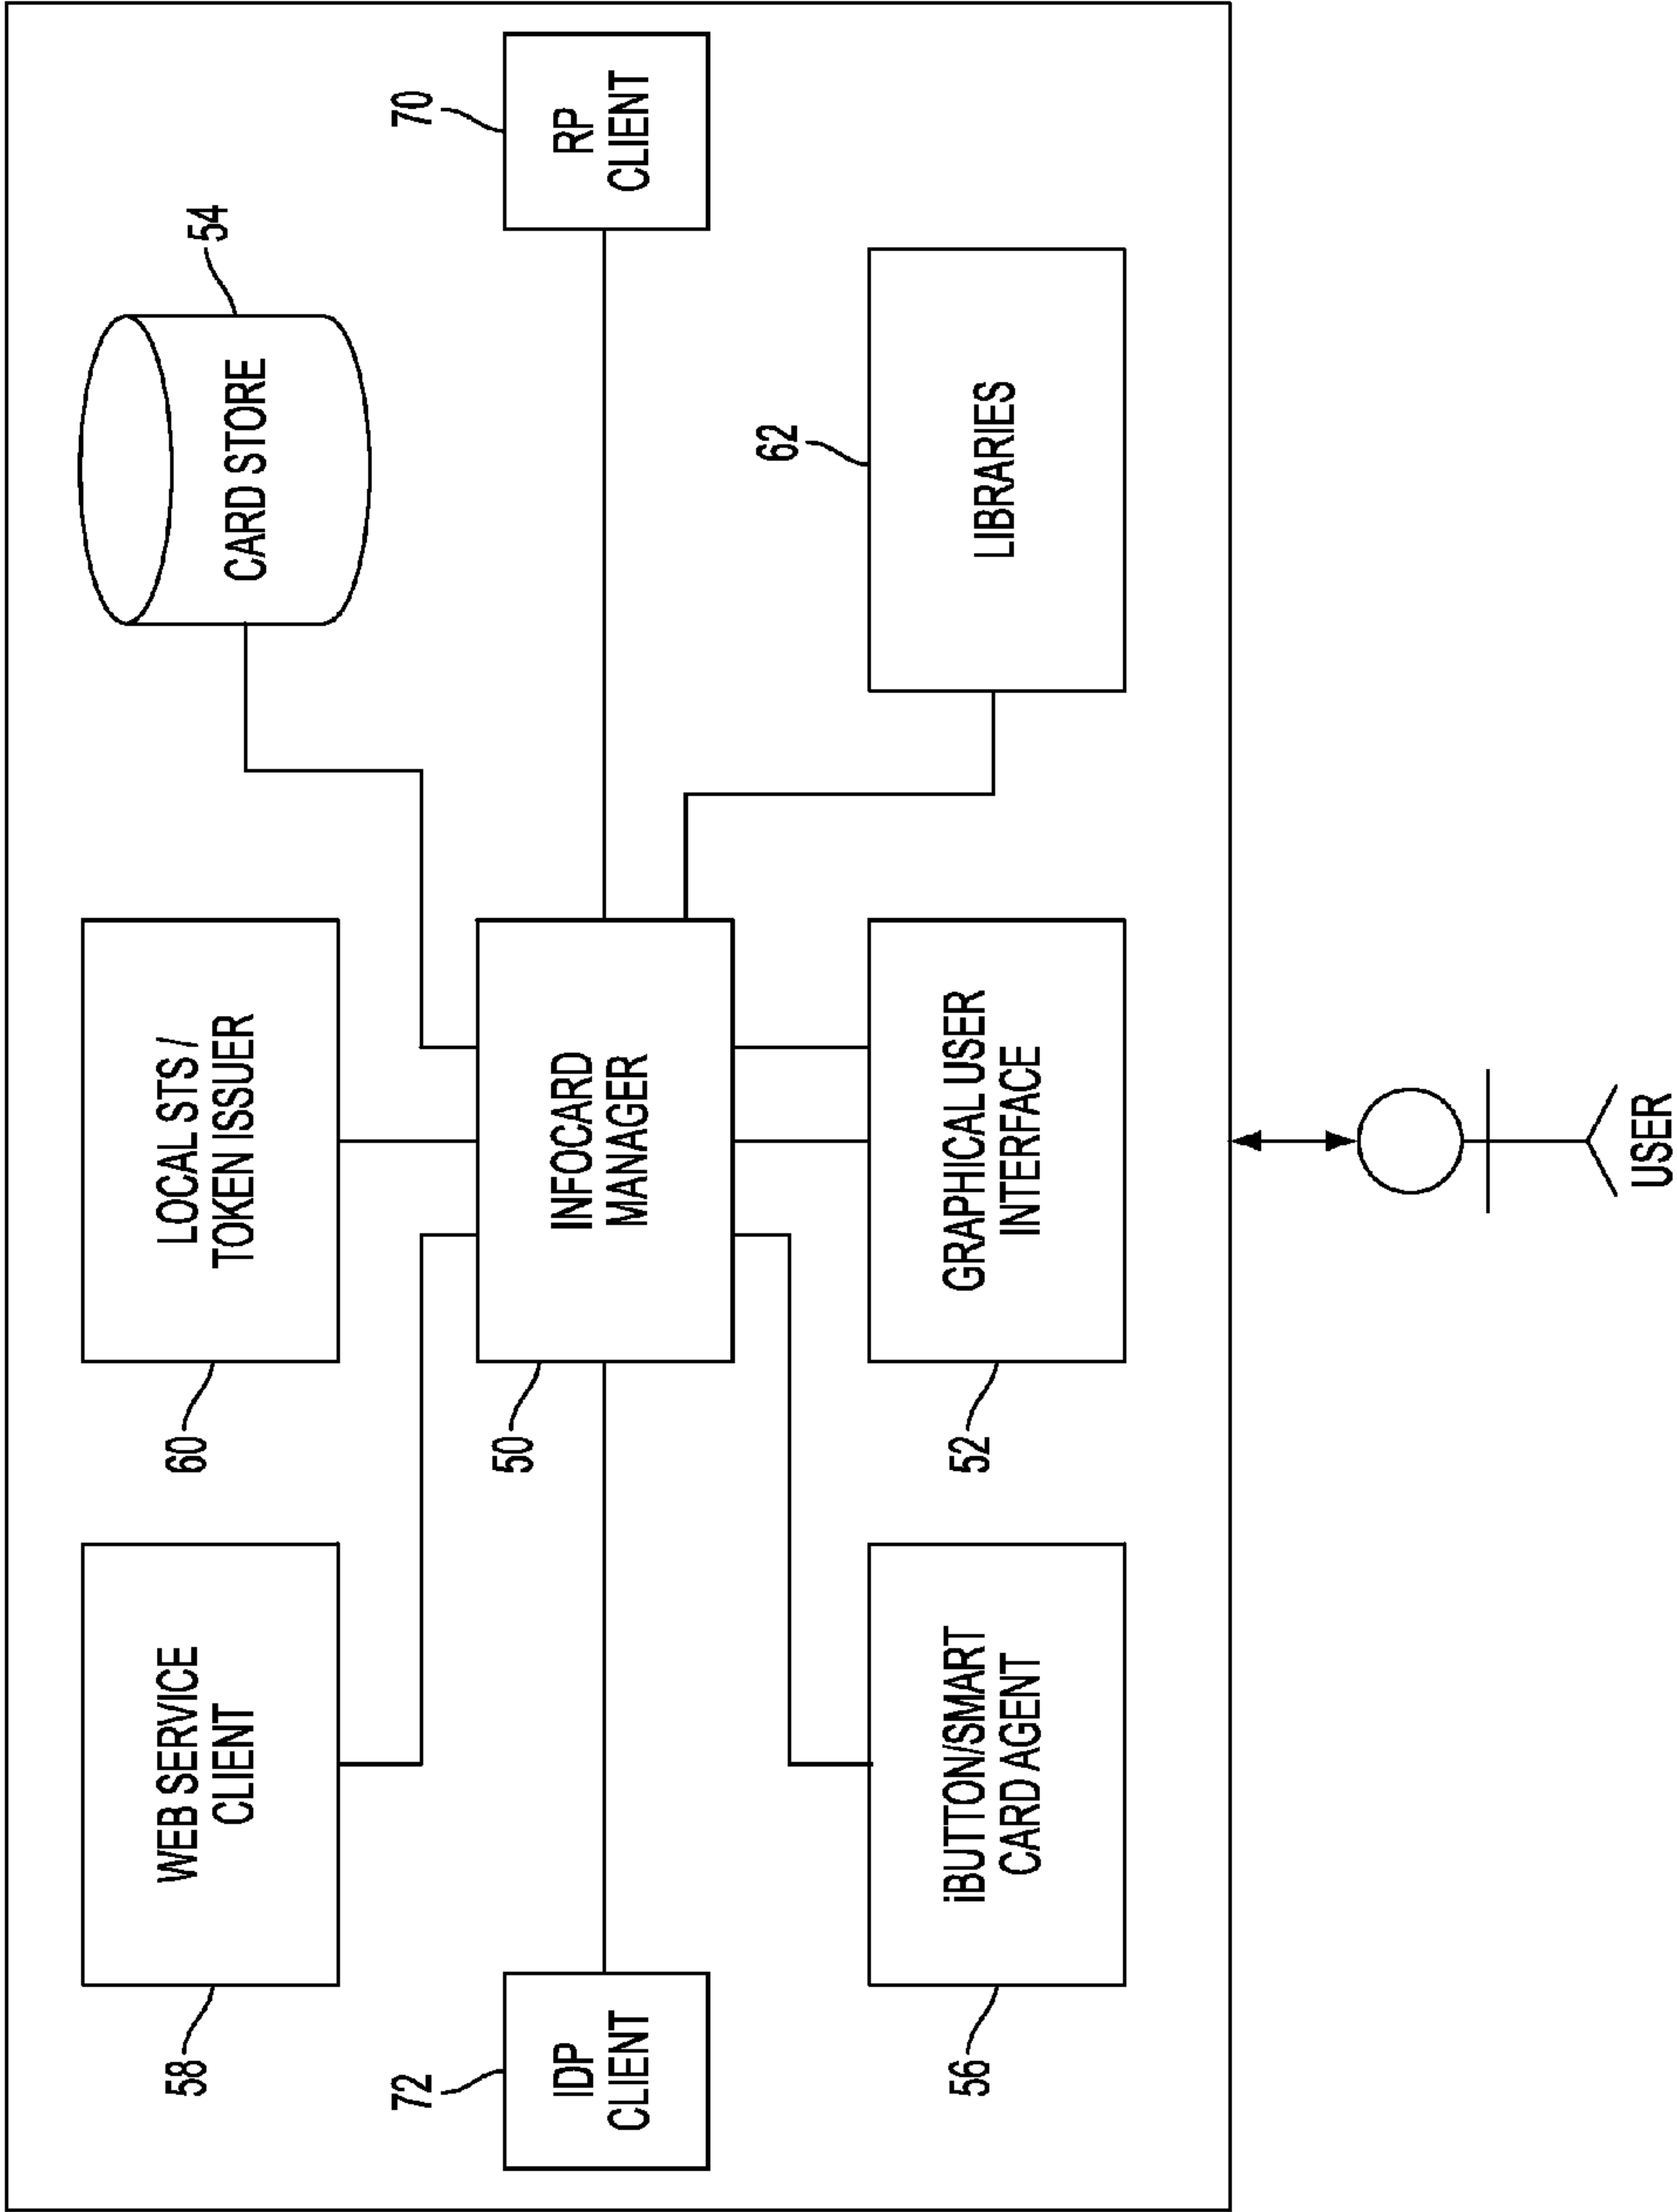 58
WEB SERVICE
CLIENT
60
LOCAL STS /
TOKEN ISSUER
CARD STORE
54
72
IDP
CLIENT
50
INFOCARD
MANAGER
70
RP
CLIENT
56
iBUTTON/SMART
CARD AGENT
52
GRAPHICAL USER
INTERFACE
62
LIBRARIES
USER